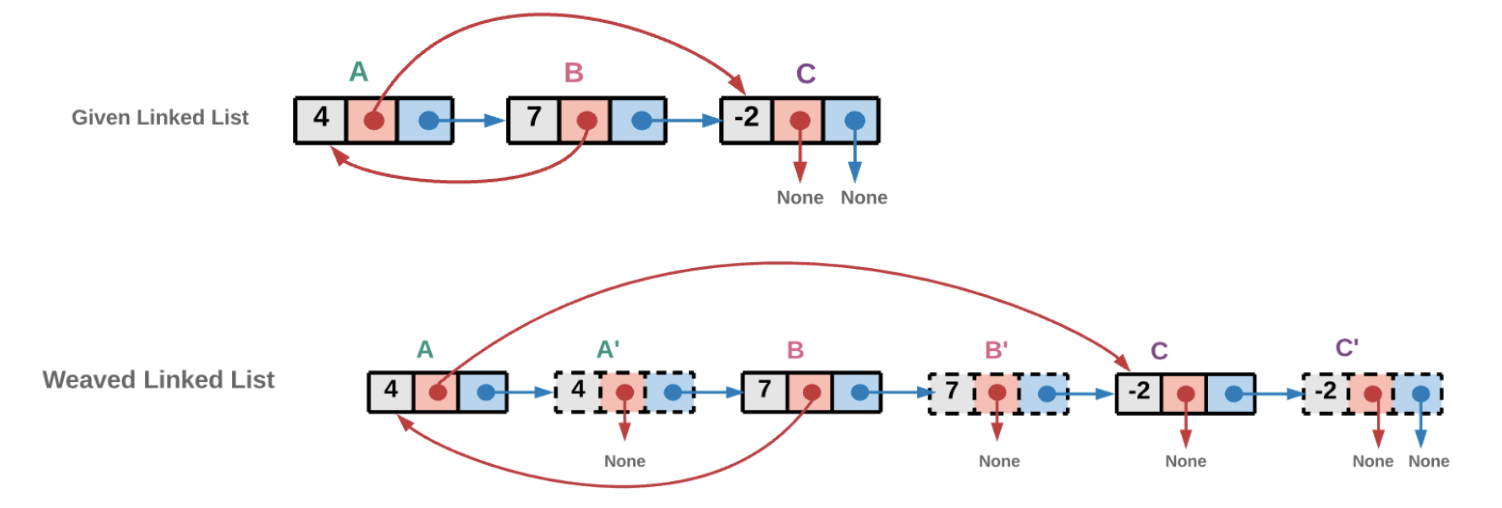 A B C
Given Linked List 4 7 -2
None None
A A' B B' C C'
Weaved Linked List 4 4 7 7 -2 -2
None None None None None